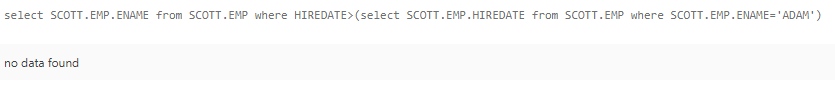 select SCOTT.EMP.ENAME from SCOTT.EMP where HIREDATE>(select SCOTT.EMP.HIREDATE from SCOTT.EMP where SCOTT.EMP.ENAME='ADAM')
no data found